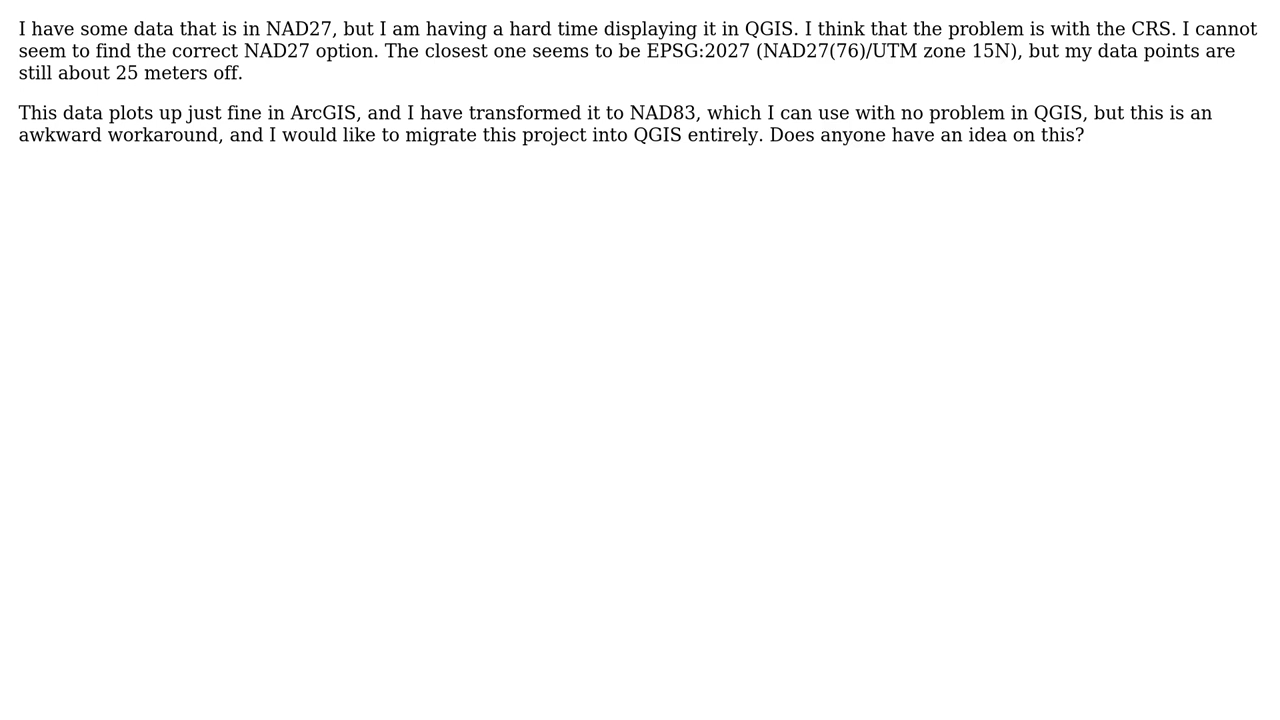 I have some data that is in NAD27, but I am having a hard time displaying it in QGIS. I think that the problem is with the CRS. I cannot
seem to find the correct NAD27 option. The closest one seems to be EPSG:2027 (NAD27(76)/UTM zone 15N), but my data points are
still about 25 meters off.
This data plots up just fine in ArcGIS, and I have transformed it to NAD83, which I can use with no problem in QGIS, but this is an
awkward workaround, and I would like to migrate this project into QGIS entirely. Does anyone have an idea on this?